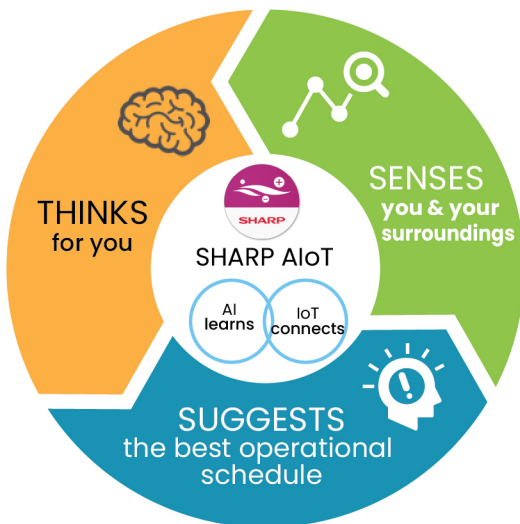 THINKS
for you
SENSES
you & your
surroundings
SHARP
SHARP AIoT
AI
learns
IoT
connects
SUGGESTS
the best operational
schedule